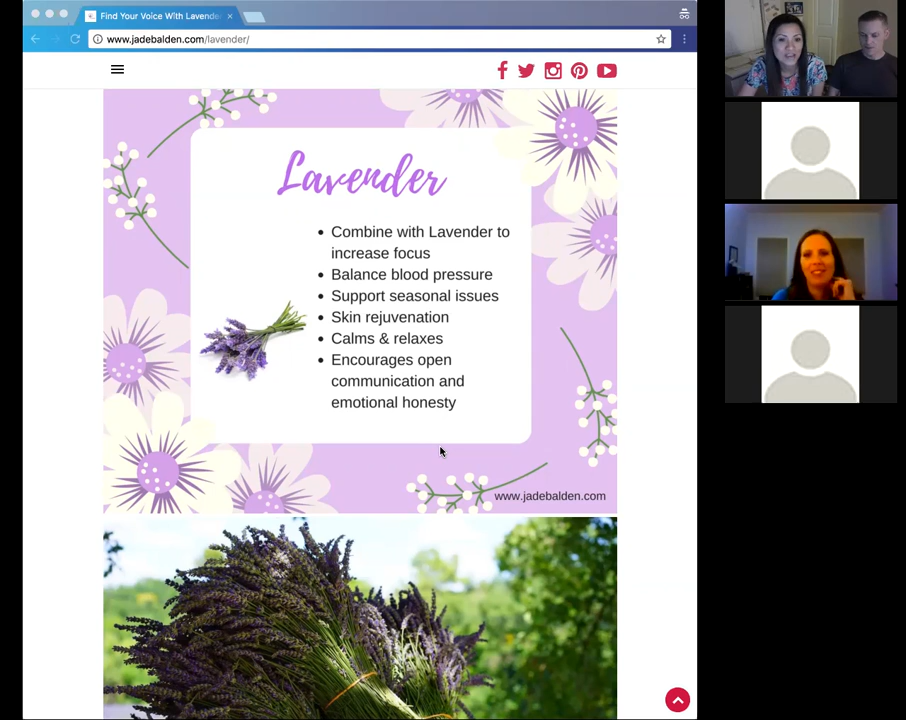 Find Your Voice With Lavende
www.jadebalden.com/lavender/
Lavender
• Combine with Lavender to
increase focus
• Balance blood pressure
• Support seasonal issues
• Skin rejuvenation
• Calms & relaxes
• Encourages open
communication and
emotional honesty
www.jadebalden.com